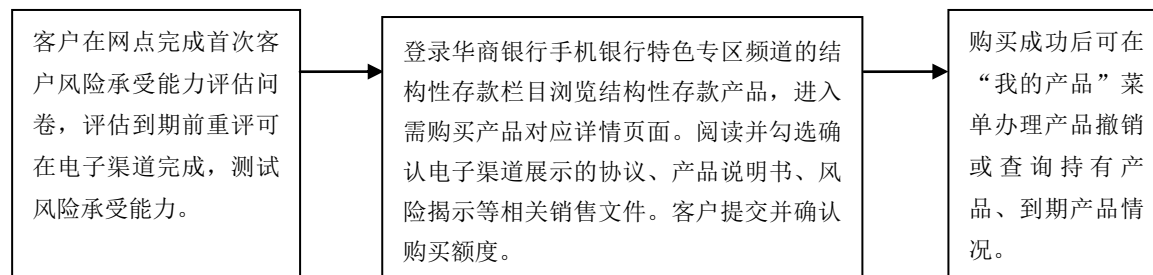 客户在网点完成首次客
户风险承受能力评估问
卷，评估到期前重评可
在电子渠道完成，测试
风险承受能力。
登录华商银行手机银行特色专区频道的结
构性存款栏目浏览结构性存款产品，进入
需购买产品对应详情页面。阅读并勾选确
认电子渠道展示的协议、产品说明书、风
险揭示等相关销售文件。客户提交并确认
购买额度。
购买成功后可在
“我的产品”菜
单办理产品撤销
或查询持有产
品、到期产品情
况。